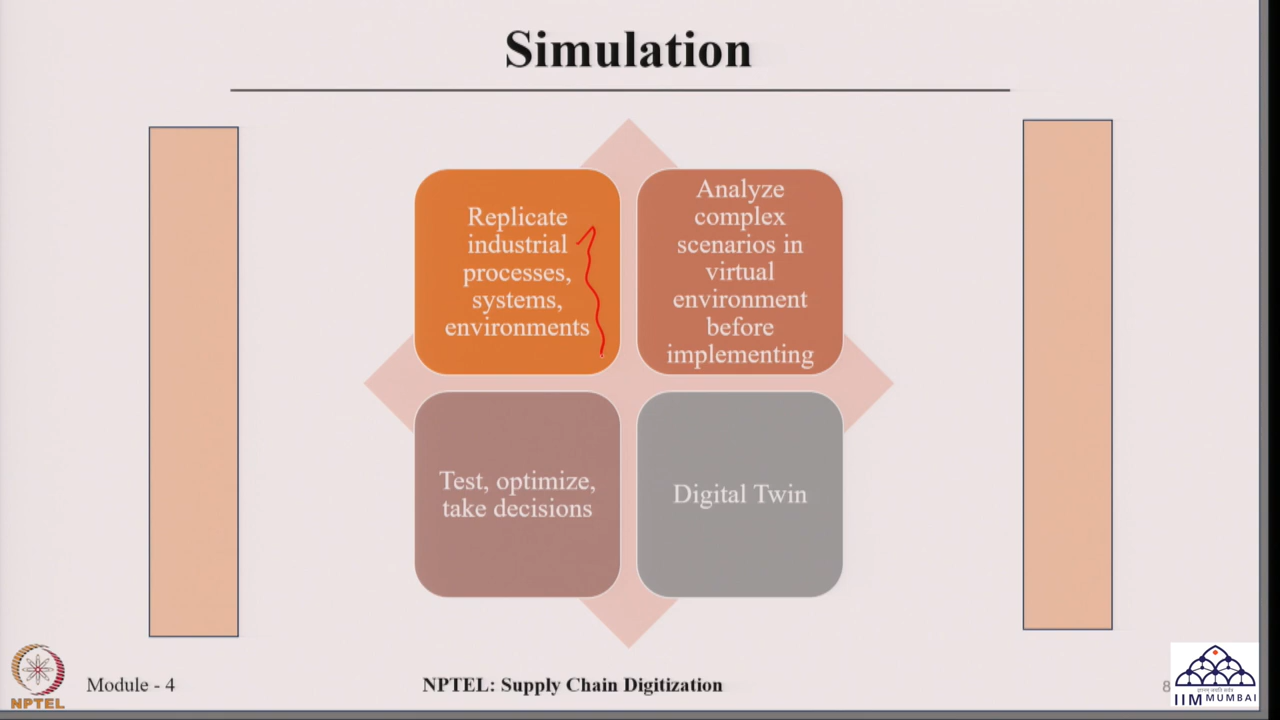 Simulation
Replicate
industrial
processes,
systems,
environments
Analyze
complex
scenarios in
virtual
environment
before
implementing
Test, optimize,
take decisions
Digital Twin
NPTEL
Module - 4
NPTEL: Supply Chain Digitization
8
IIM MUMBAI